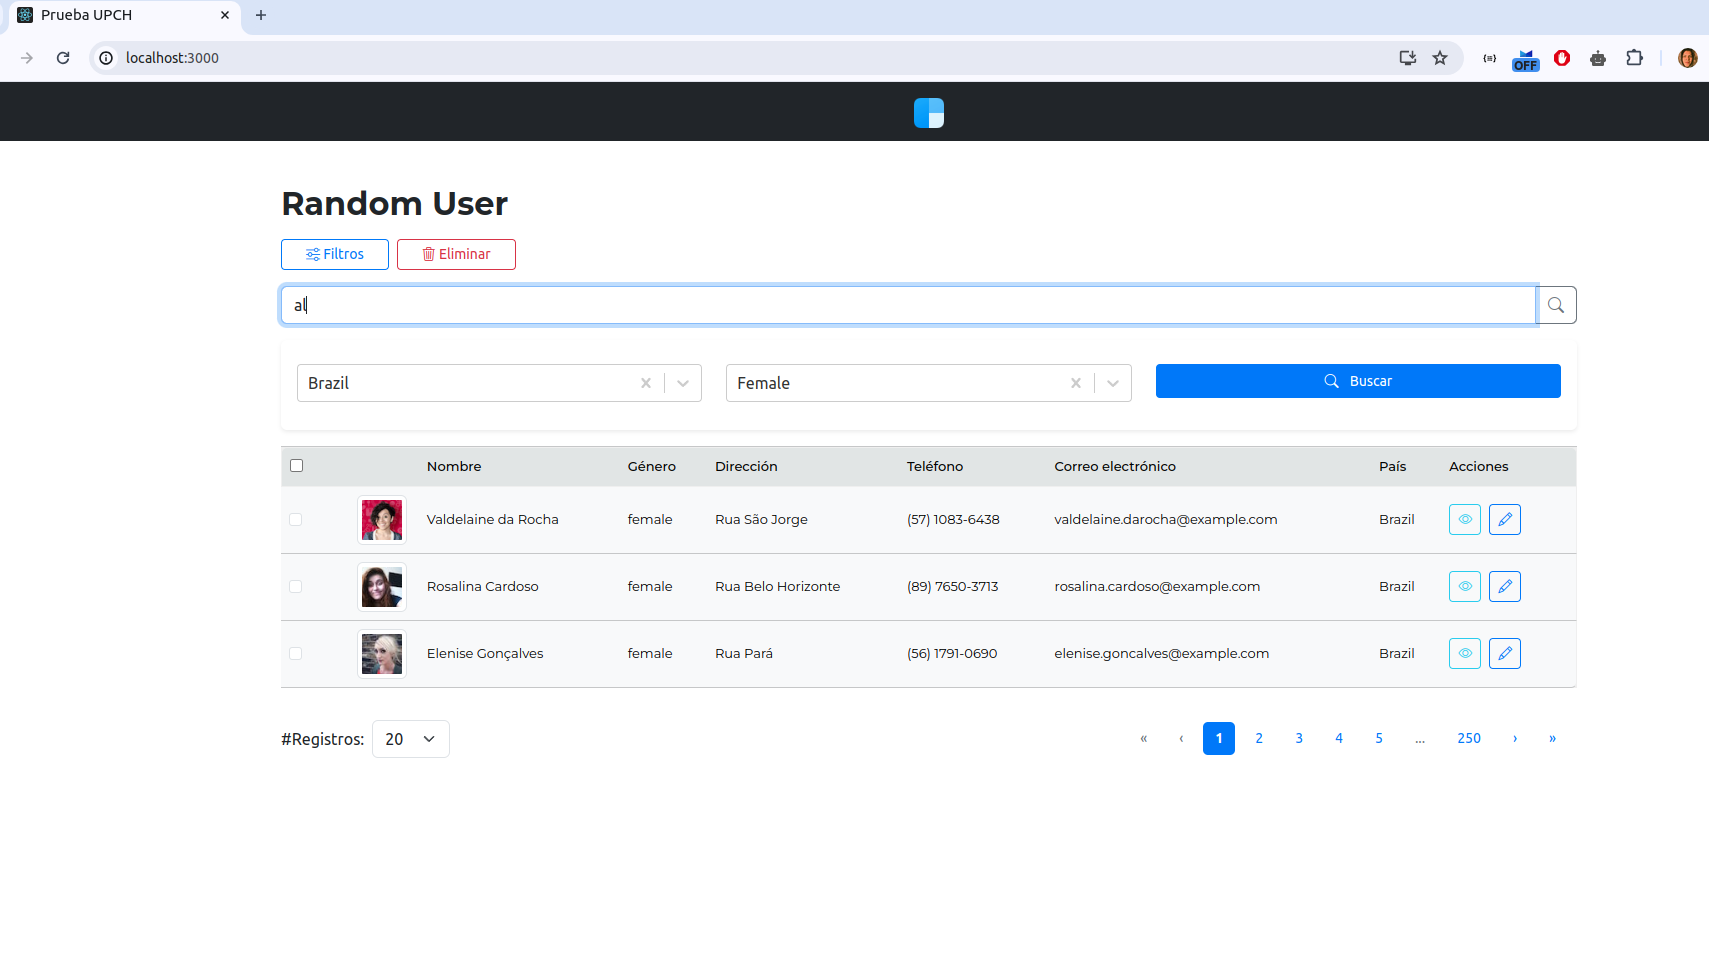 Prueba UPCH
localhost:3000
OFF
Random User
Filtros
Eliminar
al
Brazil
Female
Buscar
Nombre Género Dirección Teléfono Correo electrónico País Acciones
Valdelaine da Rocha female Rua São Jorge (57) 1083-6438 valdelaine.darocha@example.com Brazil
Rosalina Cardoso female Rua Belo Horizonte (89) 7650-3713 rosalina.cardoso@example.com Brazil
Elenise Gonçalves female Rua Pará (56) 1791-0690 elenise.goncalves@example.com Brazil
#Registros: 20 « ‹ 1 2 3 4 5 ... 250 › »